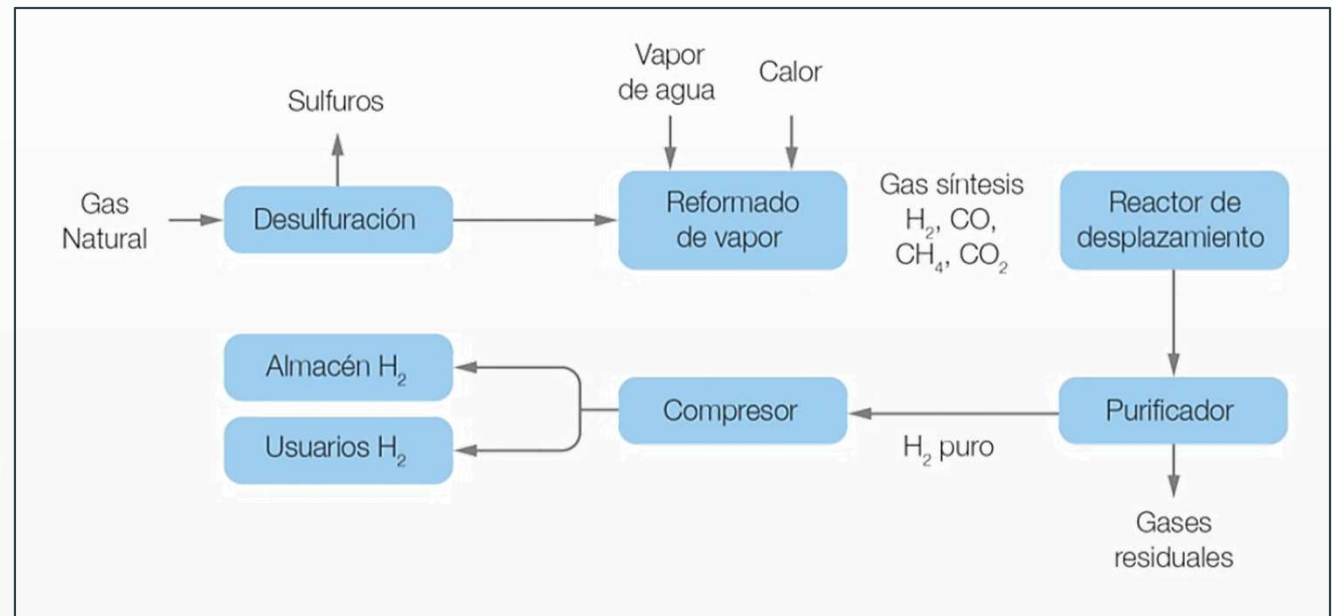 Vapor
de agua
Calor
Sulfuros
Gas
Natural
Desulfuración
Reformado
de vapor
Gas síntesis
H₂, CO,
CH₄, CO₂
Reactor de
desplazamiento
Almacén H₂
Usuarios H₂
Compresor
H₂ puro
Purificador
Gases
residuales